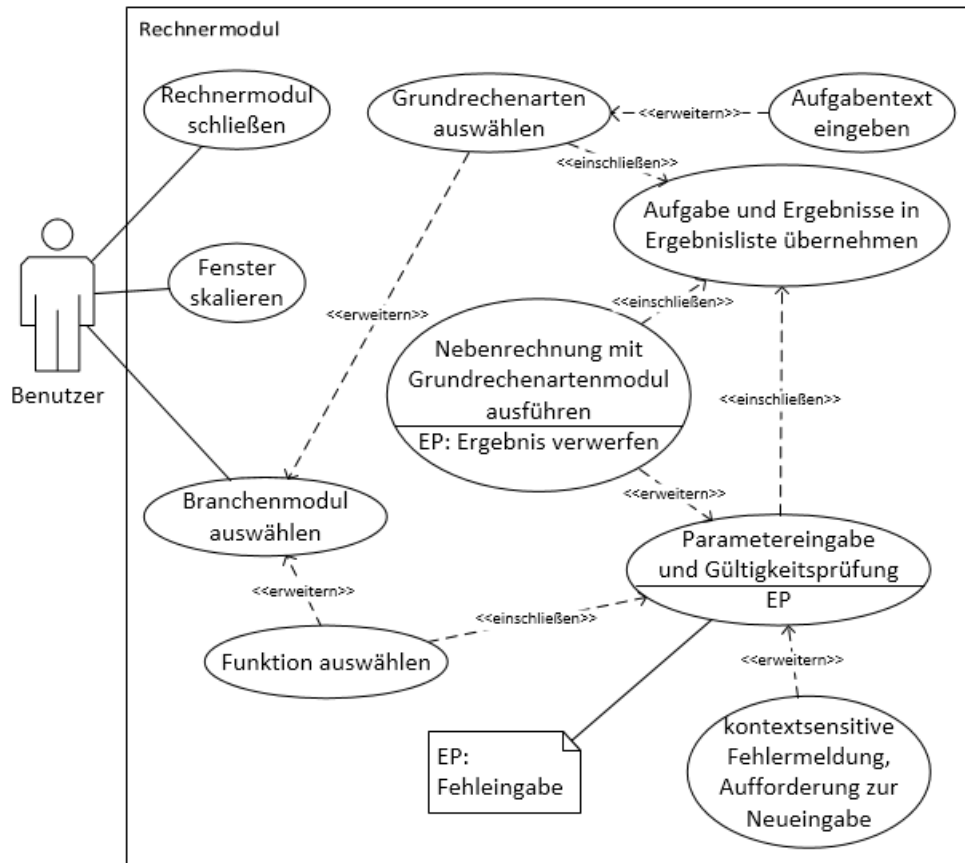 Rechnermodul
Rechnermodul
schließen
Grundrechenarten
auswählen
<<erweitern>>
Aufgabentext
eingeben
<<einschließen>>
Aufgabe und Ergebnisse in
Ergebnisliste übernehmen
Fenster
skalieren
<<einschließen>>
<<erweitern>>
Nebenrechnung mit
Grundrechenartenmodul
ausführen
EP: Ergebnis verwerfen
Benutzer
<<einschließen>>
<<erweitern>>
Branchenmodul
auswählen
Parametereingabe
und Gültigkeitsprüfung
EP
<<erweitern>>
<<einschließen>>
Funktion auswählen
<<erweitern>>
EP:
Fehleingabe
kontextsensitive
Fehlermeldung,
Aufforderung zur
Neueingabe